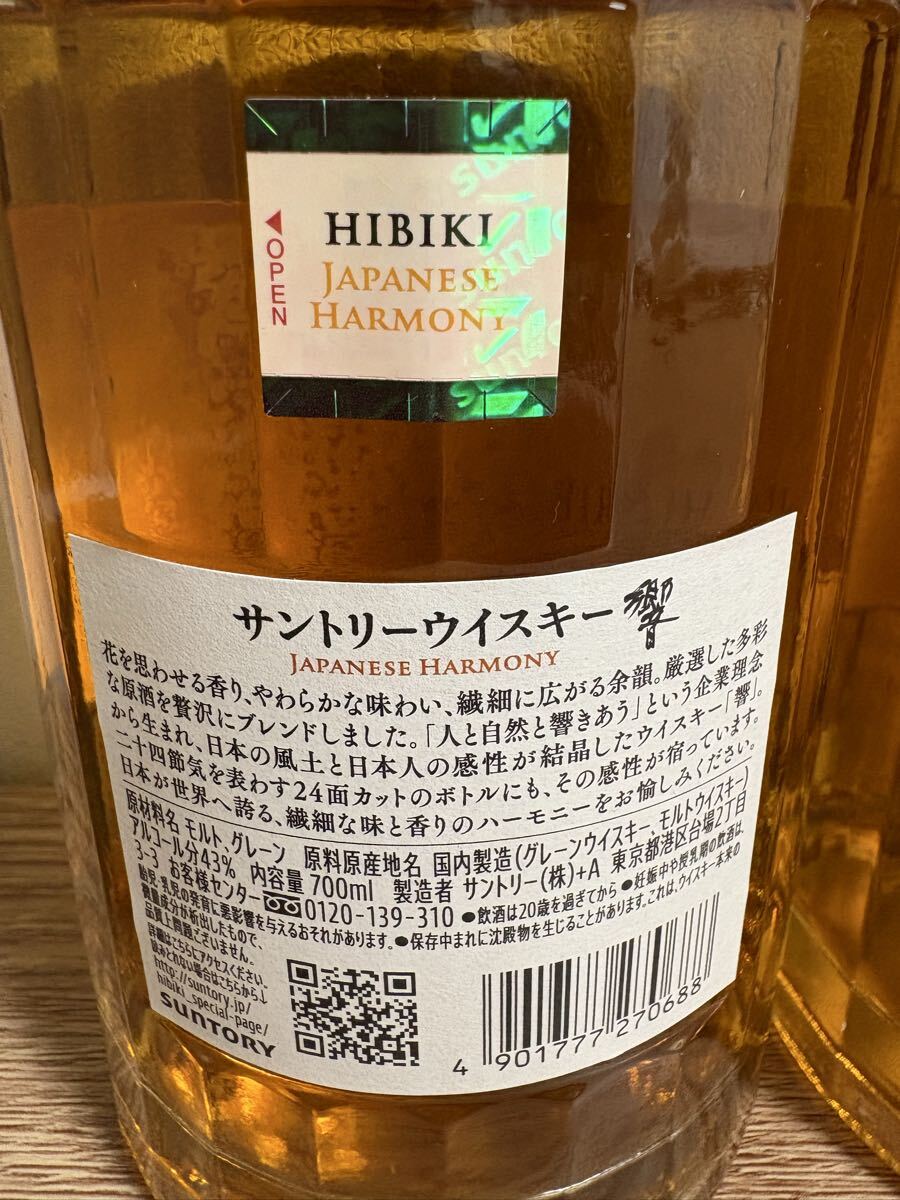 ◀OPEN
HIBIKI
JAPANESE
HARMONY
サントリーウイスキー 響
JAPANESE HARMONY
花を思わせる香り、やわらかな味わい、繊細に広がる余韻。厳選した多彩
な原酒を贅沢にブレンドしました。「人と自然と響きあう」という企業理念
から生まれ、日本の風土と日本人の感性が結晶したウイスキー「響」。
二十四節気を表わす24面カットのボトルにも、その感性が宿っています。
日本が世界へ誇る、繊細な味と香りのハーモニーをお愉しみください。
原材料名 モルト、グレーン 原料原産地名 国内製造(グレーンウイスキー、モルトウイスキー)
アルコール分43% 内容量 700ml 製造者 サントリー(株)+A 東京都港区台場2丁目
3-3 お客様センター 0120-139-310 ●飲酒は20歳を過ぎてから ●妊娠中や授乳期の飲酒は、
胎児・乳児の発育に悪影響を与えるおそれがあります。●保存中まれに沈殿物を生じることがあります。これは、ウイスキー本来の
微量成分が析出したもので、
品質上問題ございません。
詳細はこちらにアクセスください。
読みとれない場合はこちらから↓
http://suntory.jp/
hibiki_special-page/
SUNTORY
4 901777 270688